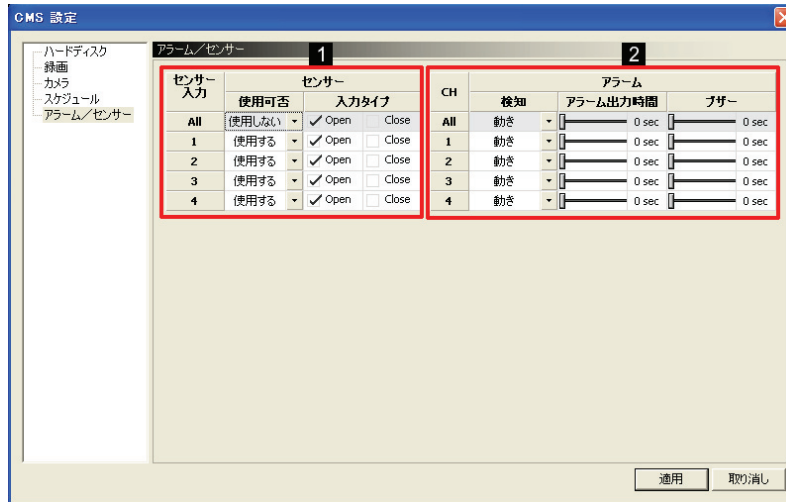 CMS 設定
ハードディスク
録画
カメラ
スケジュール
アラーム／センサー
アラーム／センサー
1
2
センサー入力 センサー
使用可否 入力タイプ
All 使用しない Open Close
1 使用する Open Close
2 使用する Open Close
3 使用する Open Close
4 使用する Open Close
CH アラーム
検知 アラーム出力時間 ブザー
All 動き 0 sec 0 sec
1 動き 0 sec 0 sec
2 動き 0 sec 0 sec
3 動き 0 sec 0 sec
4 動き 0 sec 0 sec
適用 取り消し